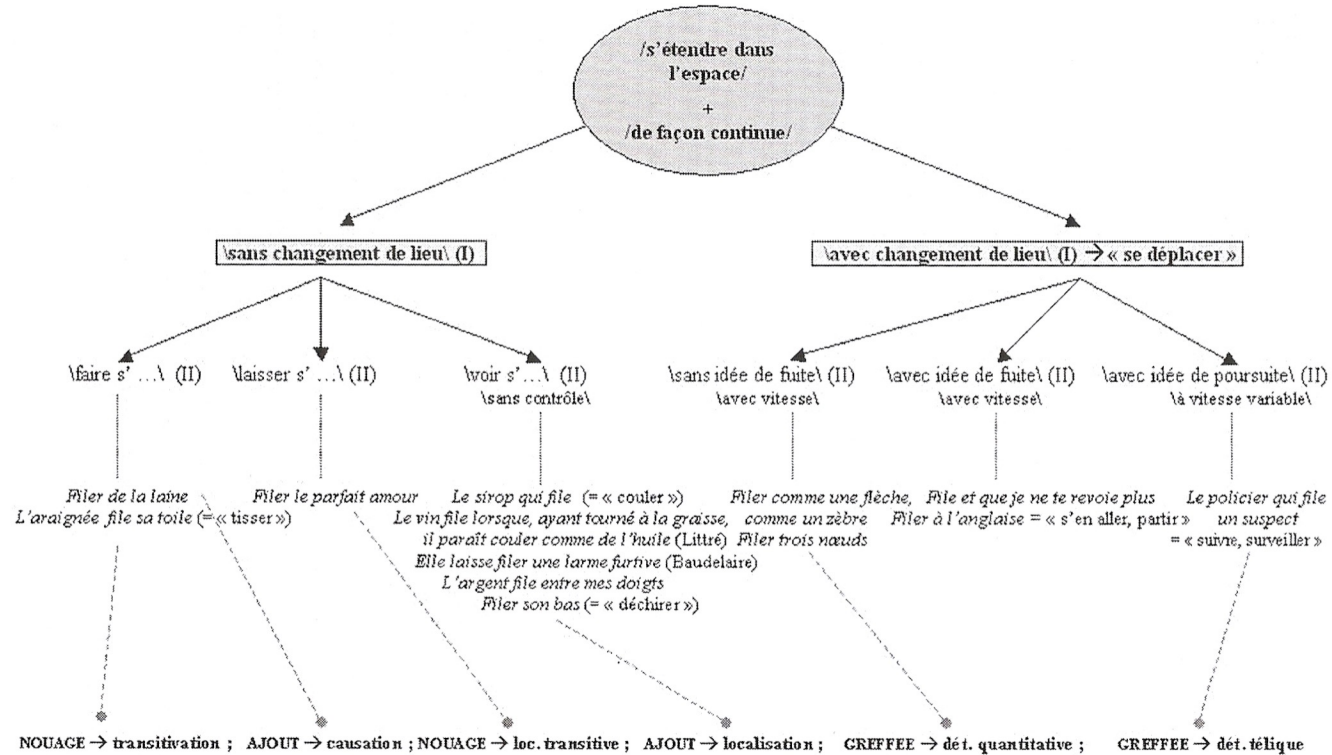 /s'étendre dans
l'espace/
+
/de façon continue/
\sans changement de lieu\ (I)
\avec changement de lieu\ (I) → « se déplacer »
\faire s' …\ (II)
\laisser s' …\ (II)
\voir s'…\ (II)
\sans contrôle\
\sans idée de fuite\ (II)
\avec vitesse\
\avec idée de fuite\ (II)
\avec vitesse\
\avec idée de poursuite\ (II)
\à vitesse variable\
Filer de la laine
L'araignée file sa toile (= « tisser »)
Filer le parfait amour
Le sirop qui file (= « couler »)
Le vin file lorsque, ayant tourné à la graisse,
il paraît couler comme de l'huile (Littré)
Elle laisse filer une larme furtive (Baudelaire)
L'argent file entre mes doigts
Filer son bas (= « déchirer »)
Filer comme une flèche,
comme un zèbre
Filer trois nœuds
File et que je ne te revoie plus
Filer à l'anglaise = « s'en aller, partir »
Le policier qui file
un suspect
= « suivre, surveiller »
NOUAGE → transitivation ; AJOUT → causation ; NOUAGE → loc. transitive ; AJOUT → localisation ; GREFFEE → dét. quantitative ; GREFFEE → dét. télique